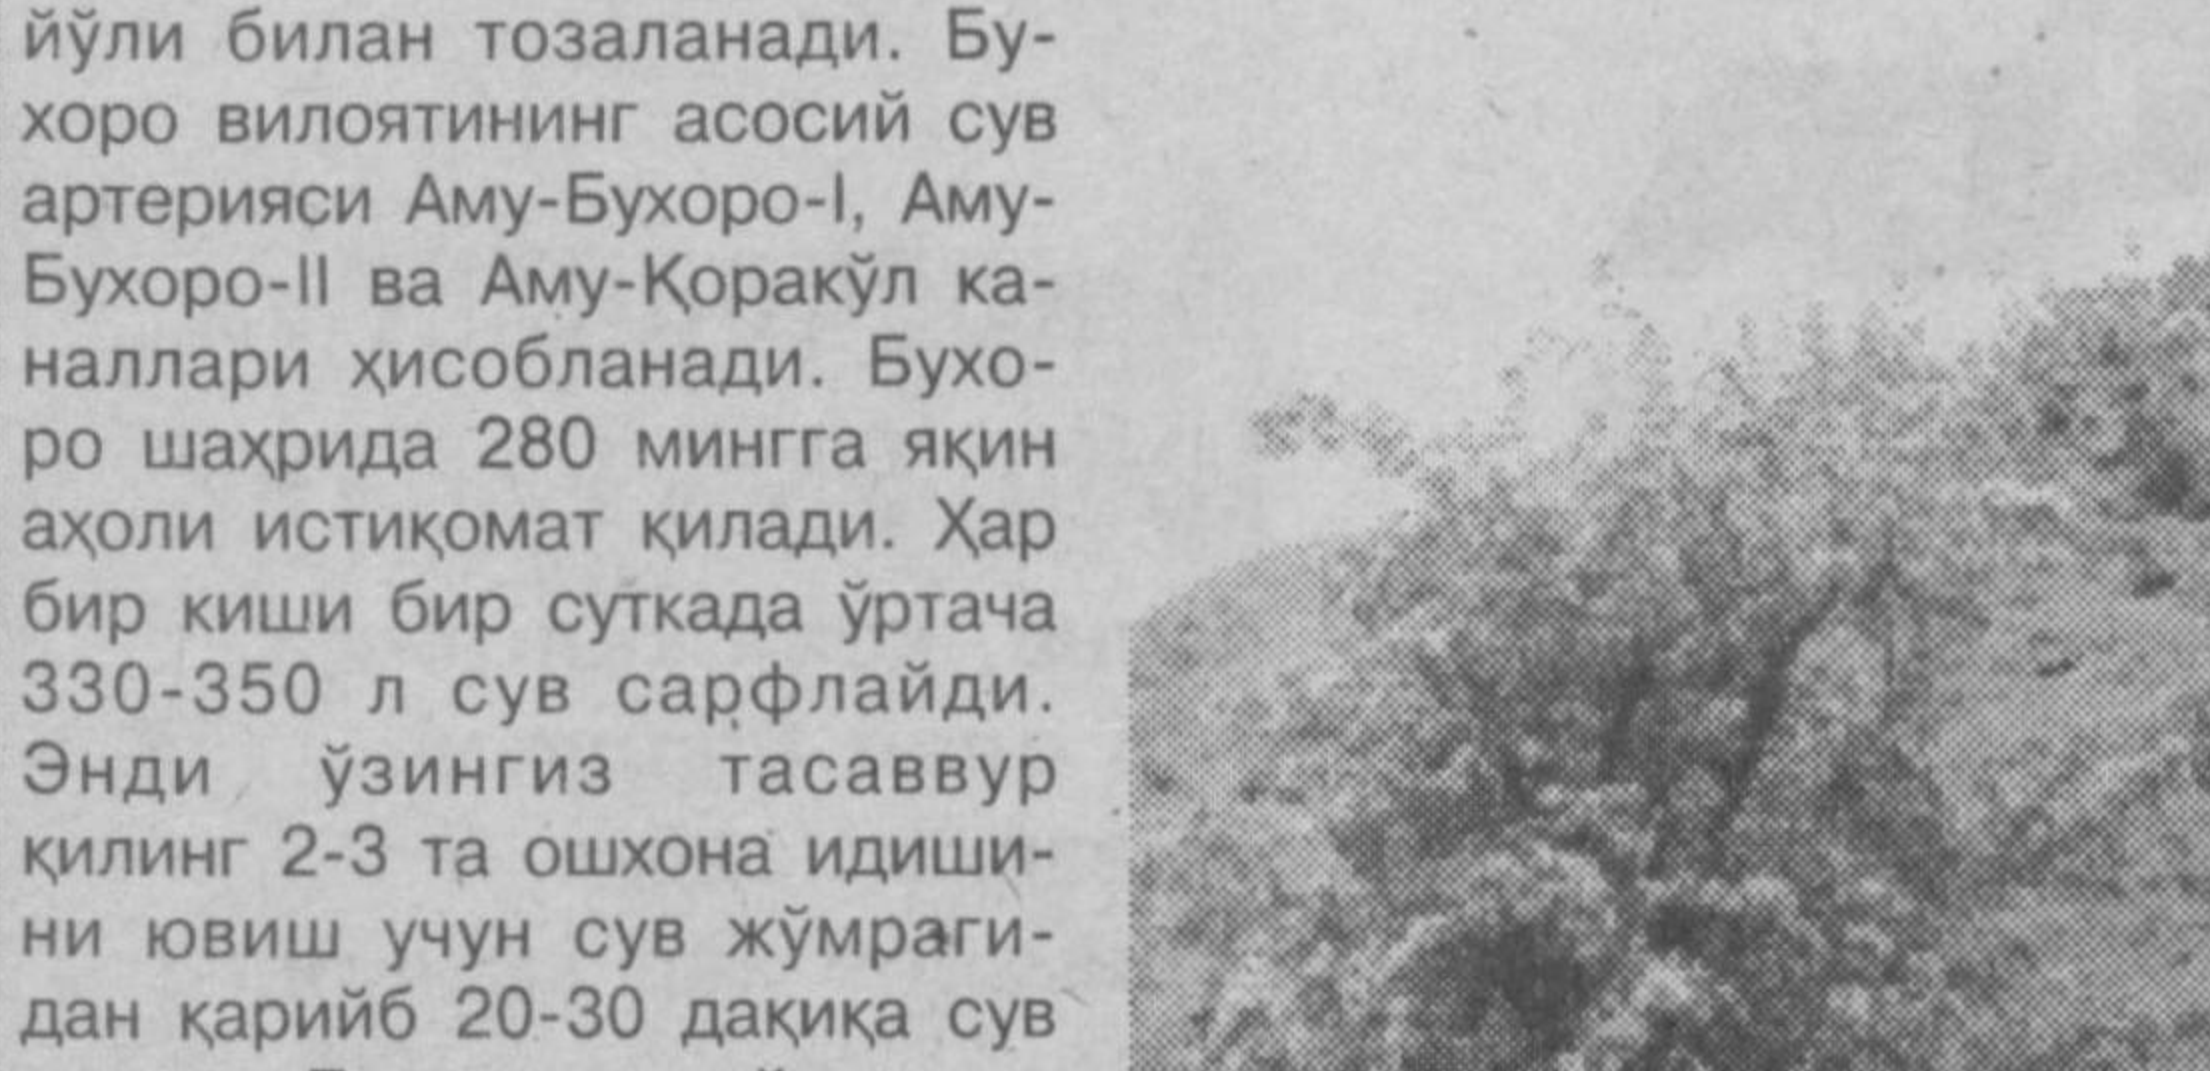 йўли билан тозаланади. Бу-
хоро вилоятининг асосий сув
артерияси Аму-Бухоро-I, Аму-
Бухоро-II ва Аму-Қоракўл ка-
наллари ҳисобланади. Бухо-
ро шаҳрида 280 мингга яқин
аҳоли истиқомат қилади. Ҳар
бир киши бир суткада ўртача
330-350 л сув сарфлайди.
Энди ўзингиз тасаввур
қилинг 2-3 та ошхона идиши-
ни ювиш учун сув жўмраги-
дан қарийб 20-30 дақиқа сув